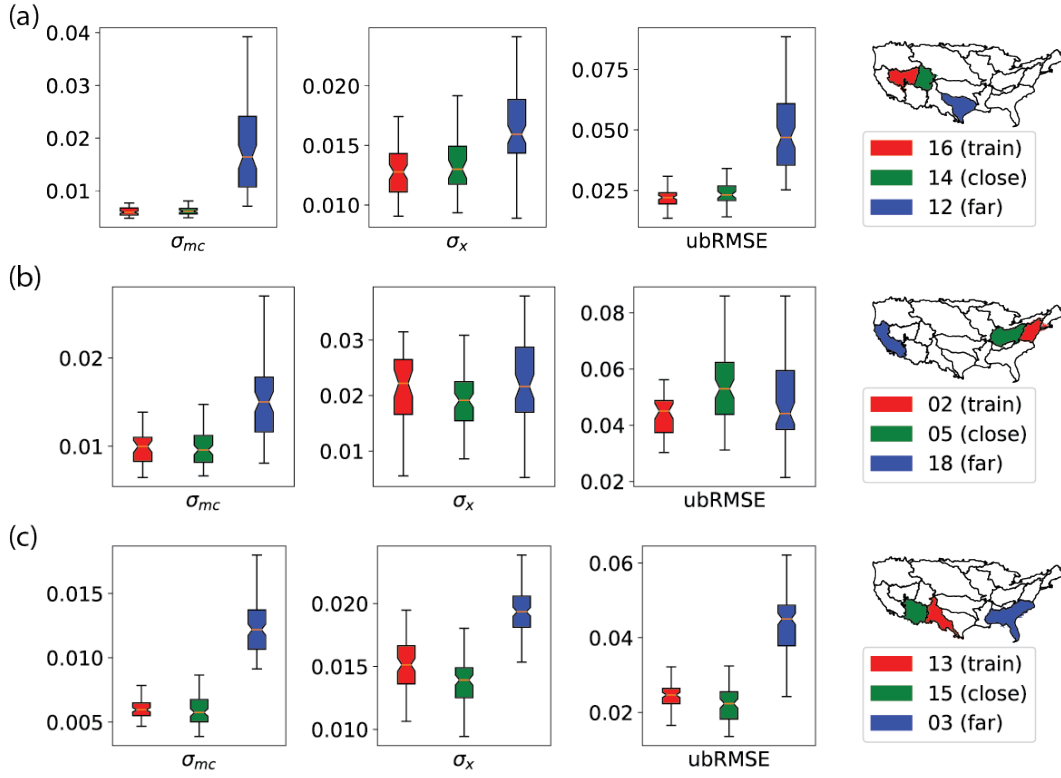 (a)
0.04
0.03
0.02
0.01
σmc
0.020
0.015
0.010
σx
0.075
0.050
0.025
ubRMSE
16 (train)
14 (close)
12 (far)
(b)
0.02
0.01
σmc
0.03
0.02
0.01
σx
0.08
0.06
0.04
0.02
ubRMSE
02 (train)
05 (close)
18 (far)
(c)
0.015
0.010
0.005
σmc
0.020
0.015
0.010
σx
0.06
0.04
0.02
ubRMSE
13 (train)
15 (close)
03 (far)